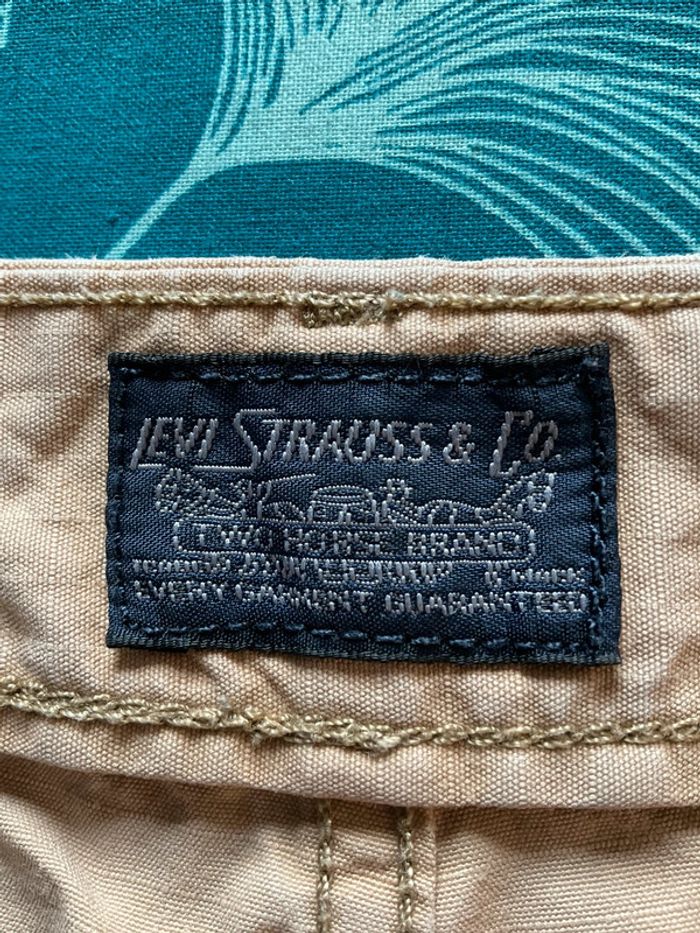 LEVI STRAUSS & CO.
TWO HORSE BRAND
EVERY GARMENT GUARANTEED